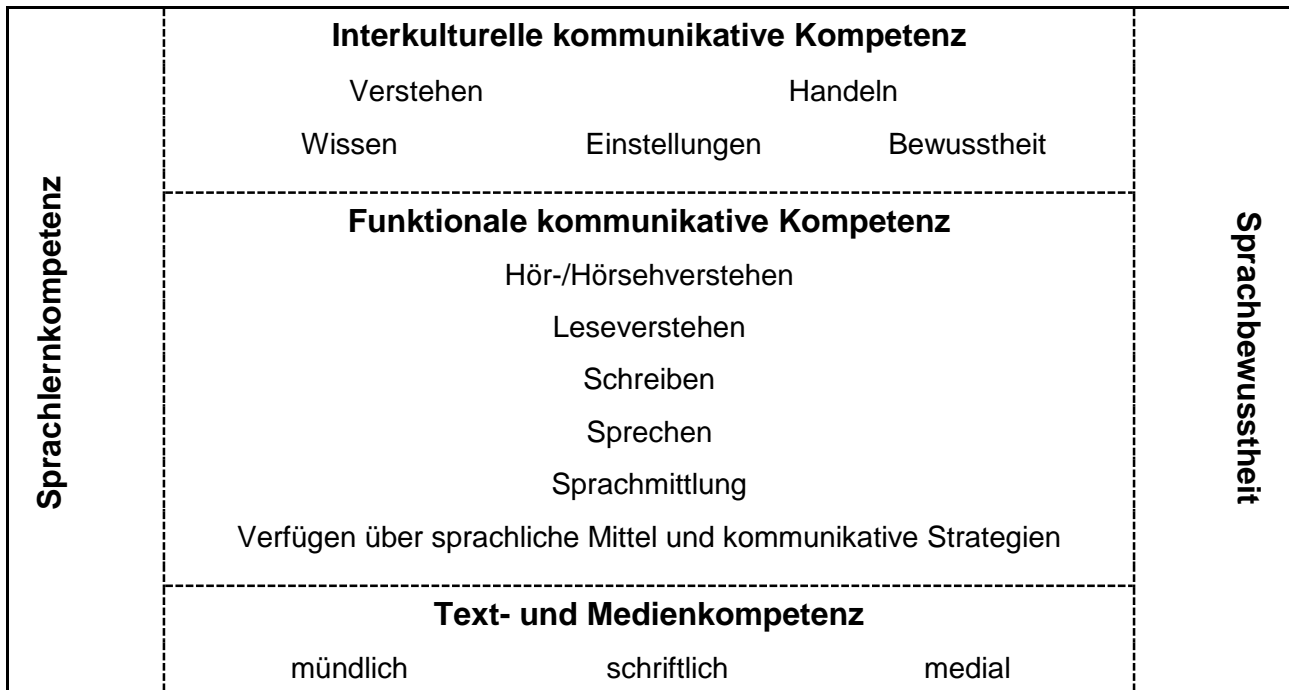 Interkulturelle kommunikative Kompetenz
Verstehen Handeln
Wissen Einstellungen Bewusstheit
Sprachlernkompetenz
Funktionale kommunikative Kompetenz
Hör-/Hörsehverstehen
Leseverstehen
Schreiben
Sprechen
Sprachmittlung
Verfügen über sprachliche Mittel und kommunikative Strategien
Sprachbewusstheit
Text- und Medienkompetenz
mündlich schriftlich medial